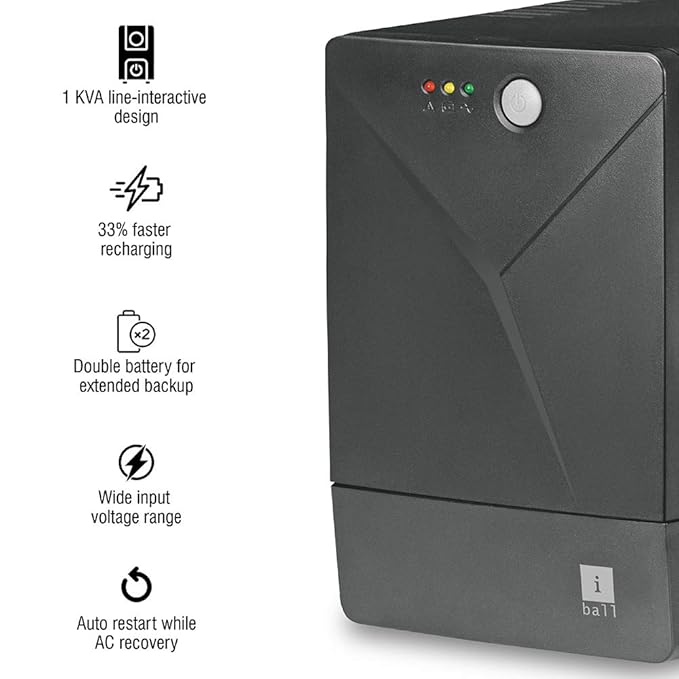 1 KVA line-interactive
design
33% faster
recharging
×2
Double battery for
extended backup
Wide input
voltage range
Auto restart while
AC recovery
i
ball